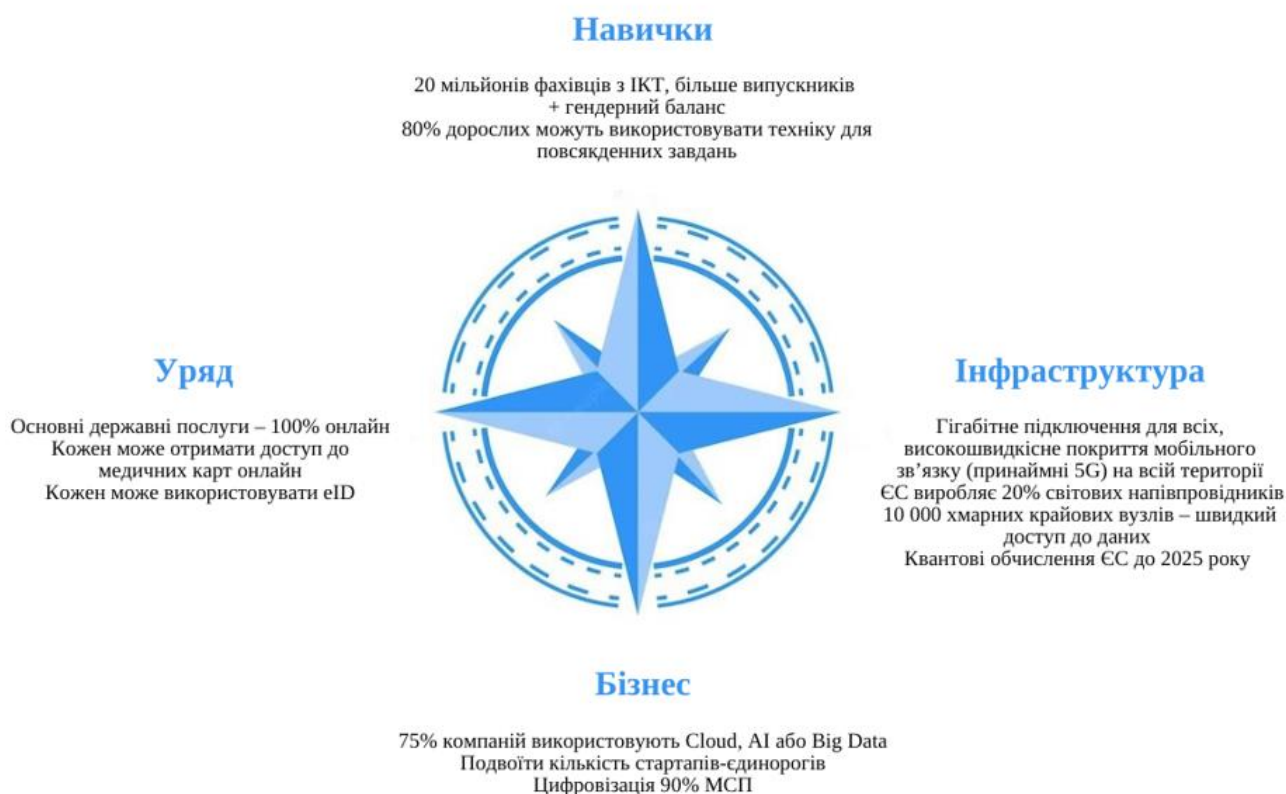 Навички
20 мільйонів фахівців з ІКТ, більше випускників
+ гендерний баланс
80% дорослих можуть використовувати техніку для
повсякденних завдань
Уряд
Основні державні послуги – 100% онлайн
Кожен може отримати доступ до
медичних карт онлайн
Кожен може використовувати eID
Інфраструктура
Гігабітне підключення для всіх,
високошвидкісне покриття мобільного
зв’язку (принаймні 5G) на всій території
ЄС виробляє 20% світових напівпровідників
10 000 хмарних крайових вузлів – швидкий
доступ до даних
Квантові обчислення ЄС до 2025 року
Бізнес
75% компаній використовують Cloud, AI або Big Data
Подвоїти кількість стартапів-єдинорогів
Цифровізація 90% МСП